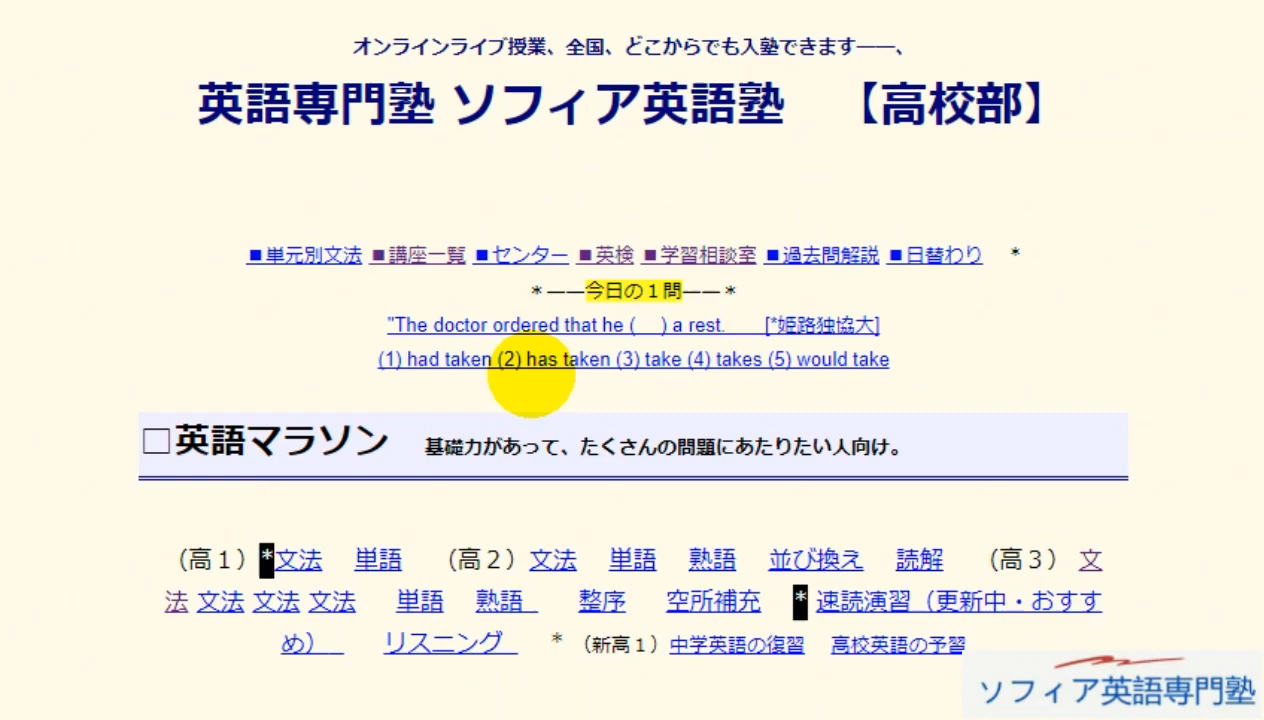 オンラインライブ授業、全国、どこからでも入塾できます――、
英語専門塾 ソフィア英語塾　【高校部】
■単元別文法 ■講座一覧 ■センター ■英検 ■学習相談室 ■過去問解説 ■日替わり　*
*――今日の１問――*
"The doctor ordered that he (　) a rest.　　[*姫路独協大]
(1) had taken (2) has taken (3) take (4) takes (5) would take
□英語マラソン　基礎力があって、たくさんの問題にあたりたい人向け。
（高１）*文法　単語　（高２）文法　単語　熟語　並び換え　読解　（高３） 文
法 文法 文法 文法　単語　熟語　整序　空所補充　* 速読演習（更新中・おすす
め）　リスニング　*　（新高１）中学英語の復習　高校英語の予習
ソフィア英語専門塾